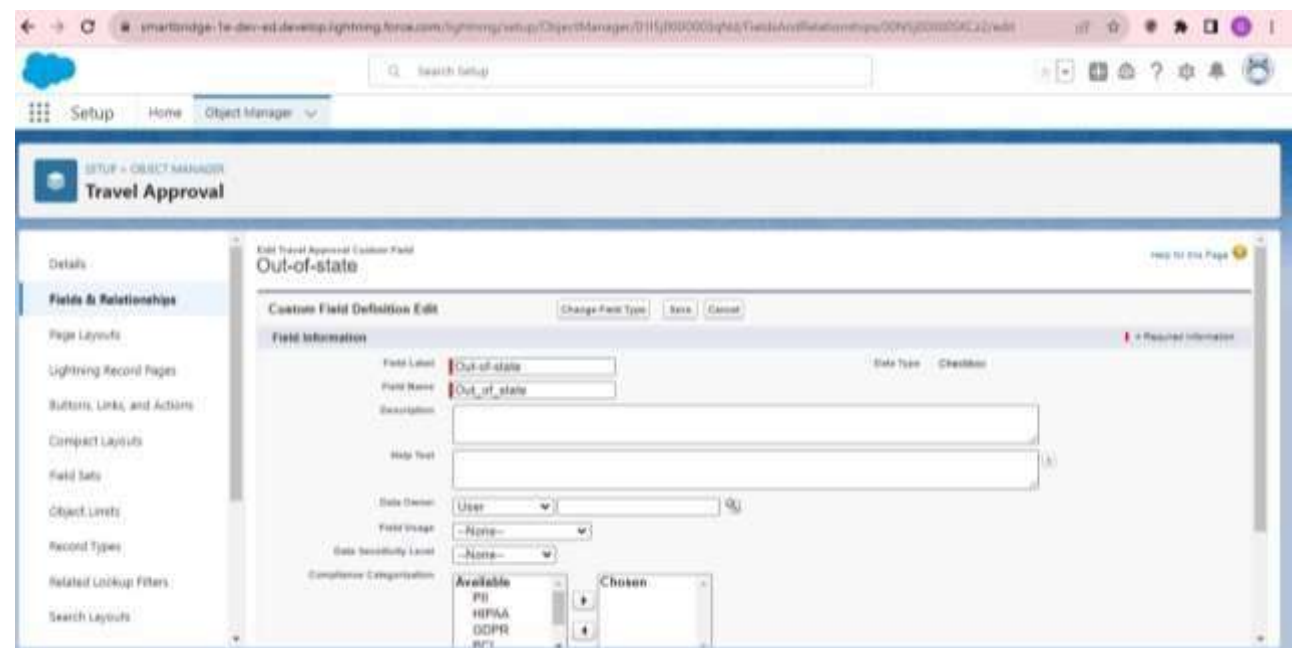 Search Setup
Setup Home Object Manager
SETUP > OBJECT MANAGER
Travel Approval
Details
Fields & Relationships
Page Layouts
Lightning Record Pages
Buttons, Links, and Actions
Compact Layouts
Field Sets
Object Limits
Record Types
Related Lookup Filters
Search Layouts
Edit Travel Approval Custom Field
Out-of-state
Help for this Page
Custom Field Definition Edit Change Field Type Save Cancel
Field Information = Required Information
Field Label Out-of-state Data Type Checkbox
Field Name Out_of_state
Description
Help Text
Data Owner User
Field Usage --None--
Data Sensitivity Level --None--
Compliance Categorization Available Chosen
PII
HIPAA
GDPR
PCI